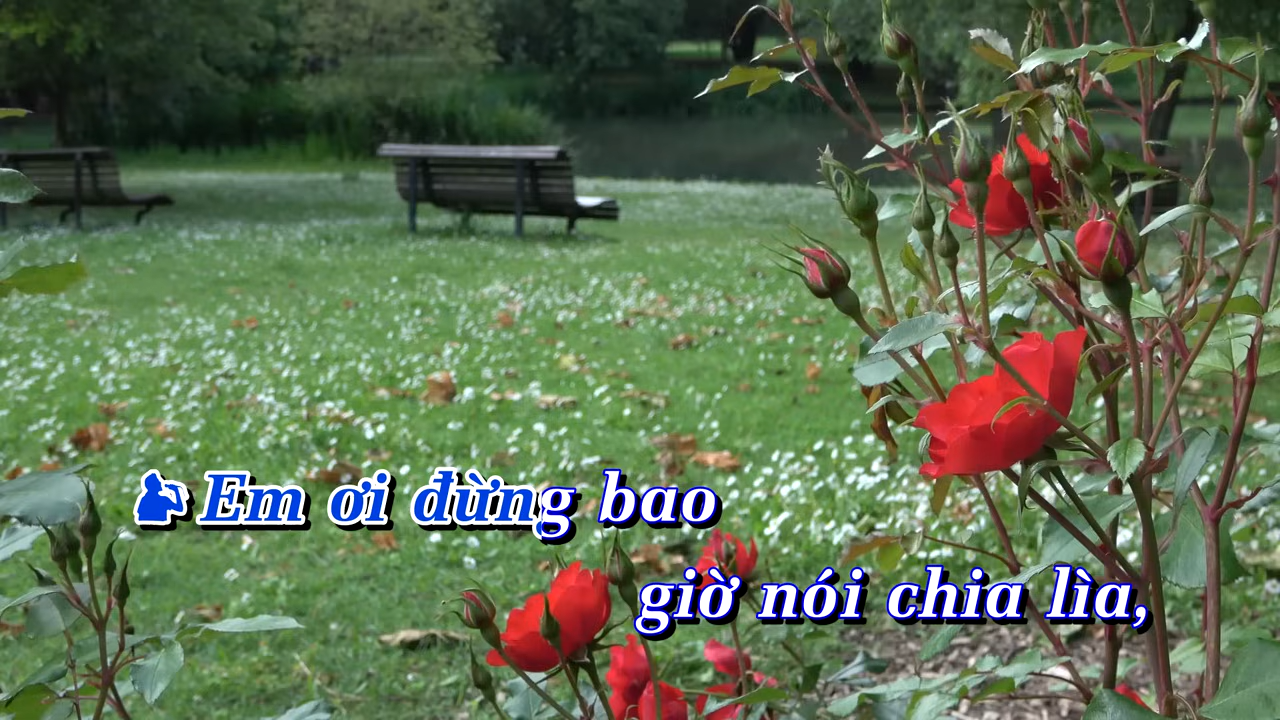 Em ơi đừng bao
giờ nói chia lìa,